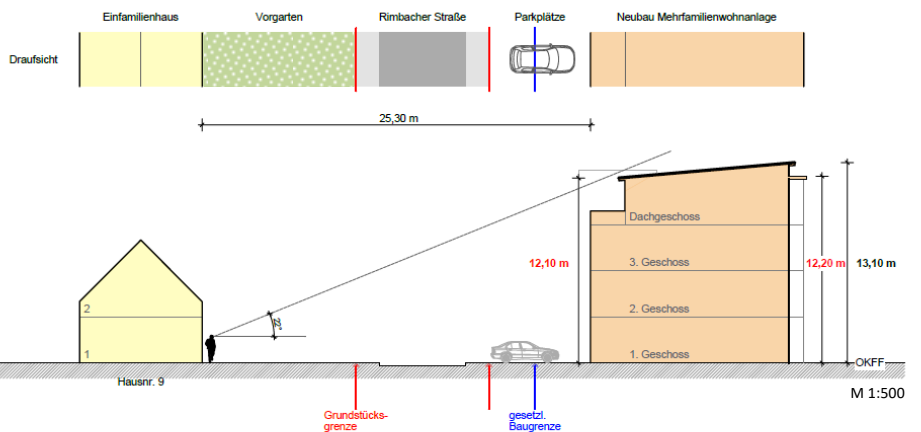 Einfamilienhaus Vorgarten Rimbacher Straße Parkplätze Neubau Mehrfamilienwohnanlage
Draufsicht
25,30 m
Dachgeschoss
12,10 m 3. Geschoss 12,20 m 13,10 m
22°
2 2. Geschoss
1 1. Geschoss
OKFF
Hausnr. 9
M 1:500
Grundstücks-
grenze
gesetzl.
Baugrenze